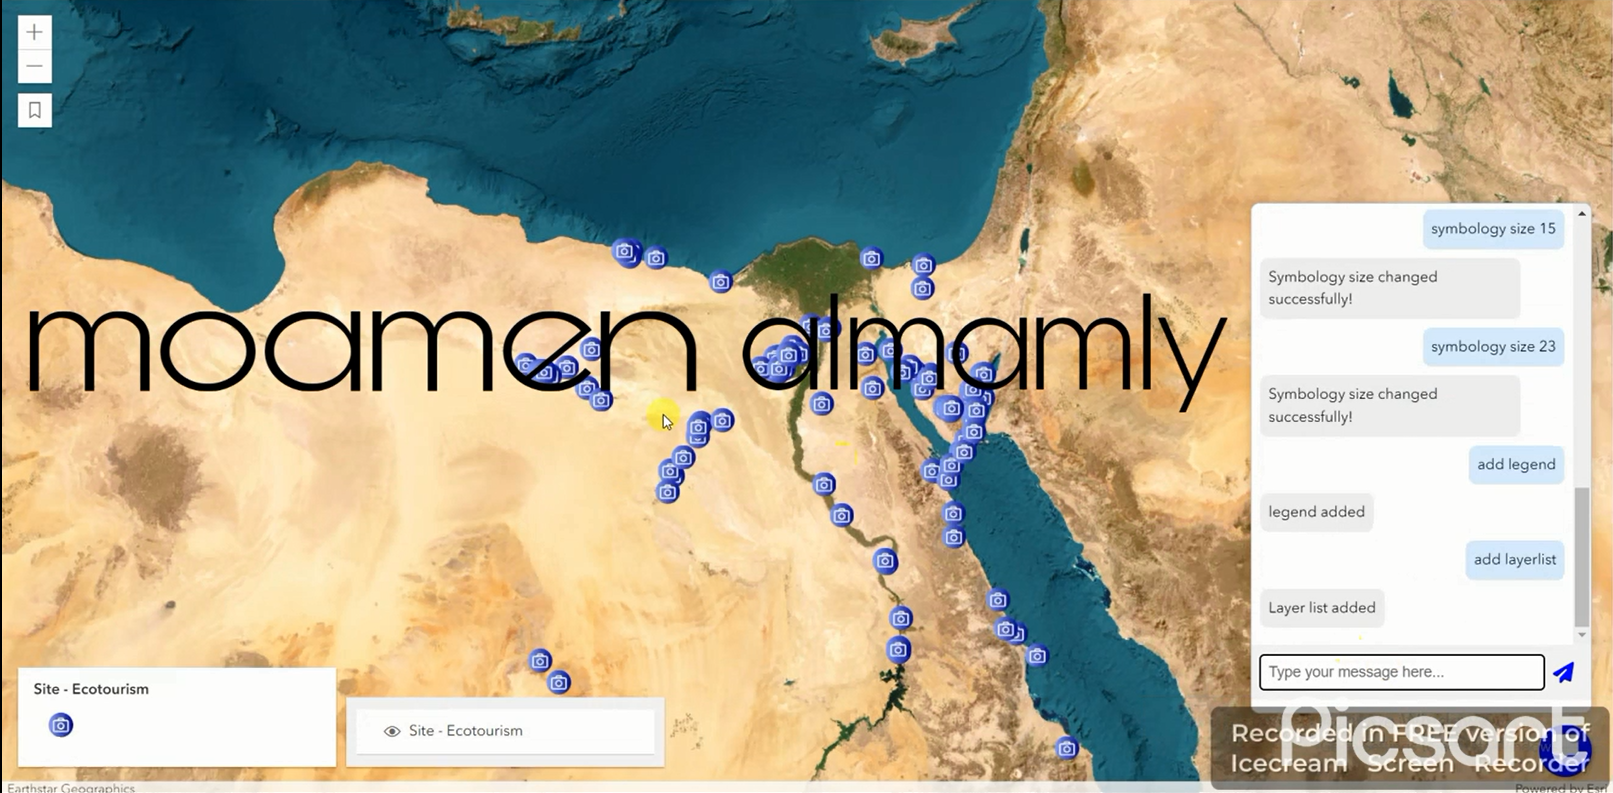 symbology size 15
Symbology size changed
successfully!
symbology size 23
Symbology size changed
successfully!
add legend
legend added
add layerlist
Layer list added
Type your message here...
moamen almamly
Site - Ecotourism
Site - Ecotourism
Picsart
Recorded in FREE version of
Icecream Screen Recorder
Earthstar Geographics
Powered by Esri